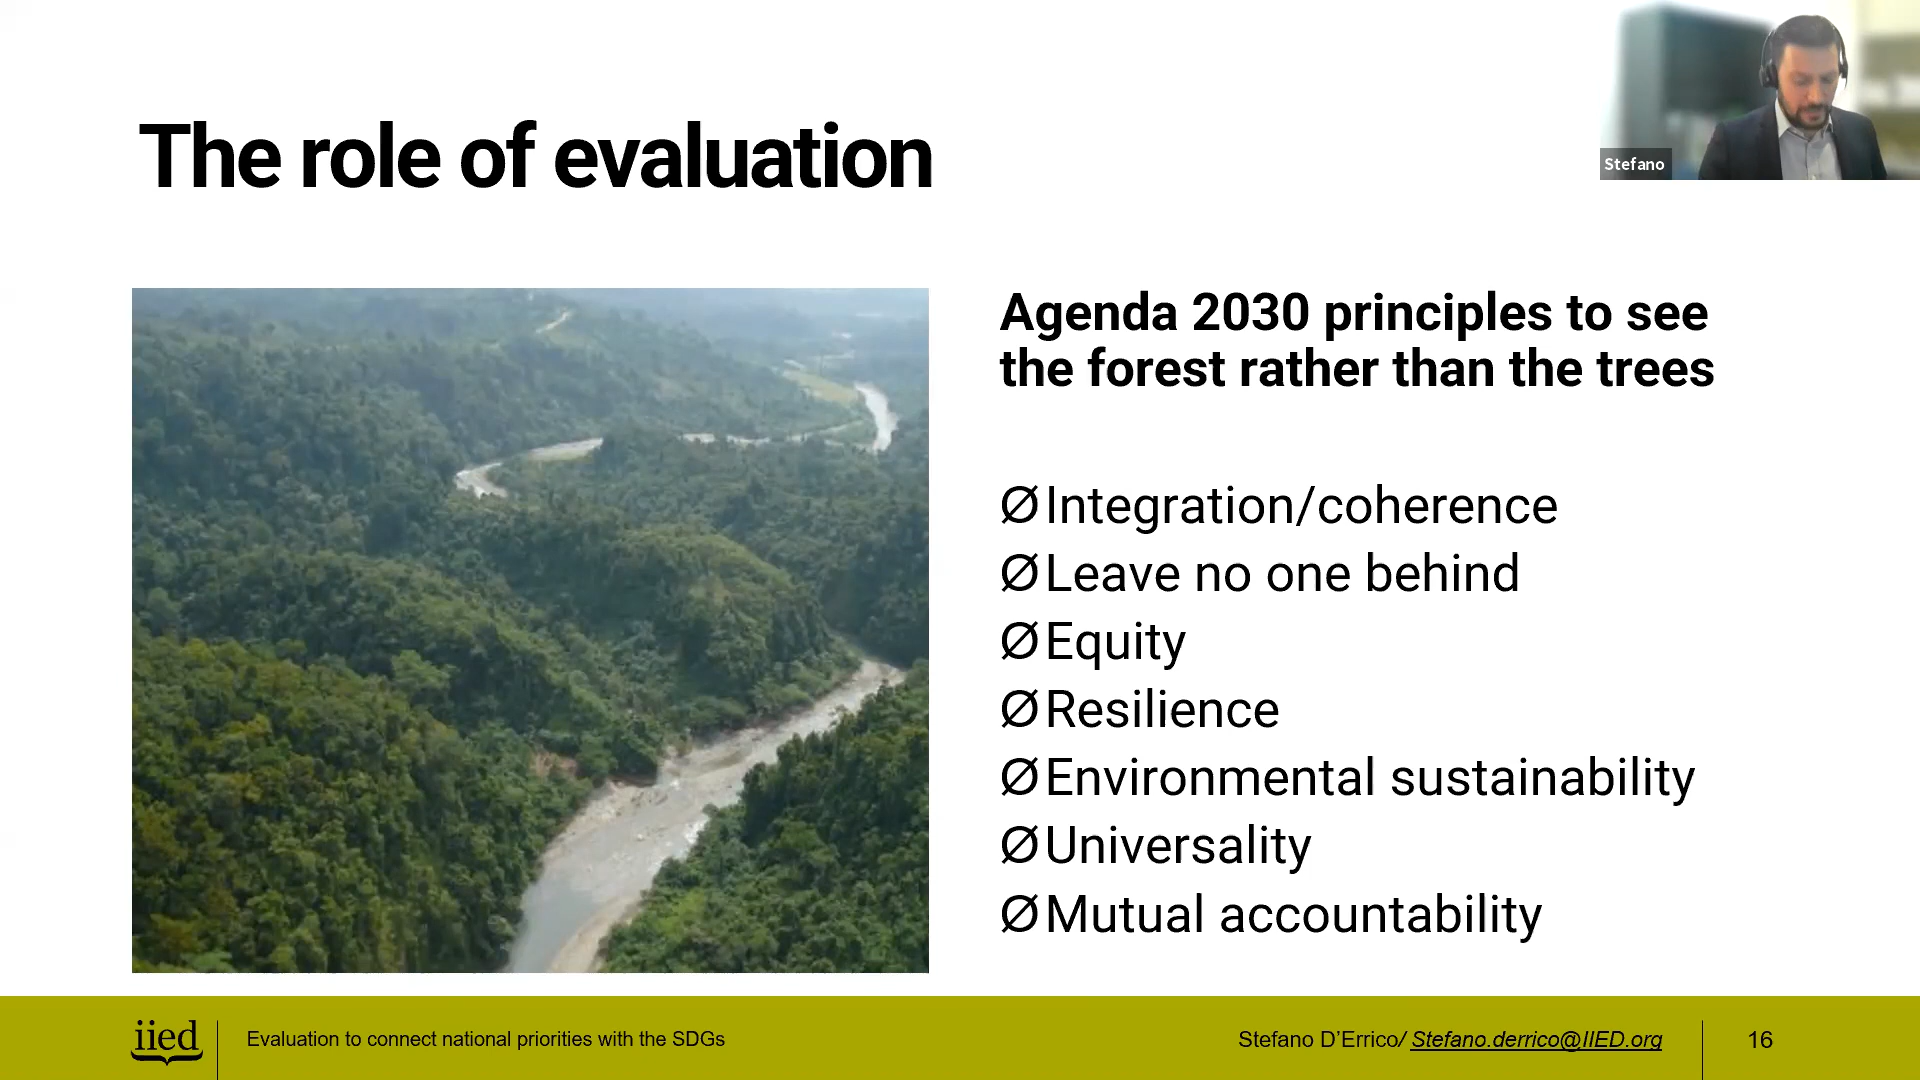 Stefano
The role of evaluation
Agenda 2030 principles to see
the forest rather than the trees
ØIntegration/coherence
ØLeave no one behind
ØEquity
ØResilience
ØEnvironmental sustainability
ØUniversality
ØMutual accountability
iied
Evaluation to connect national priorities with the SDGs
Stefano D’Errico/ Stefano.derrico@IIED.org
16